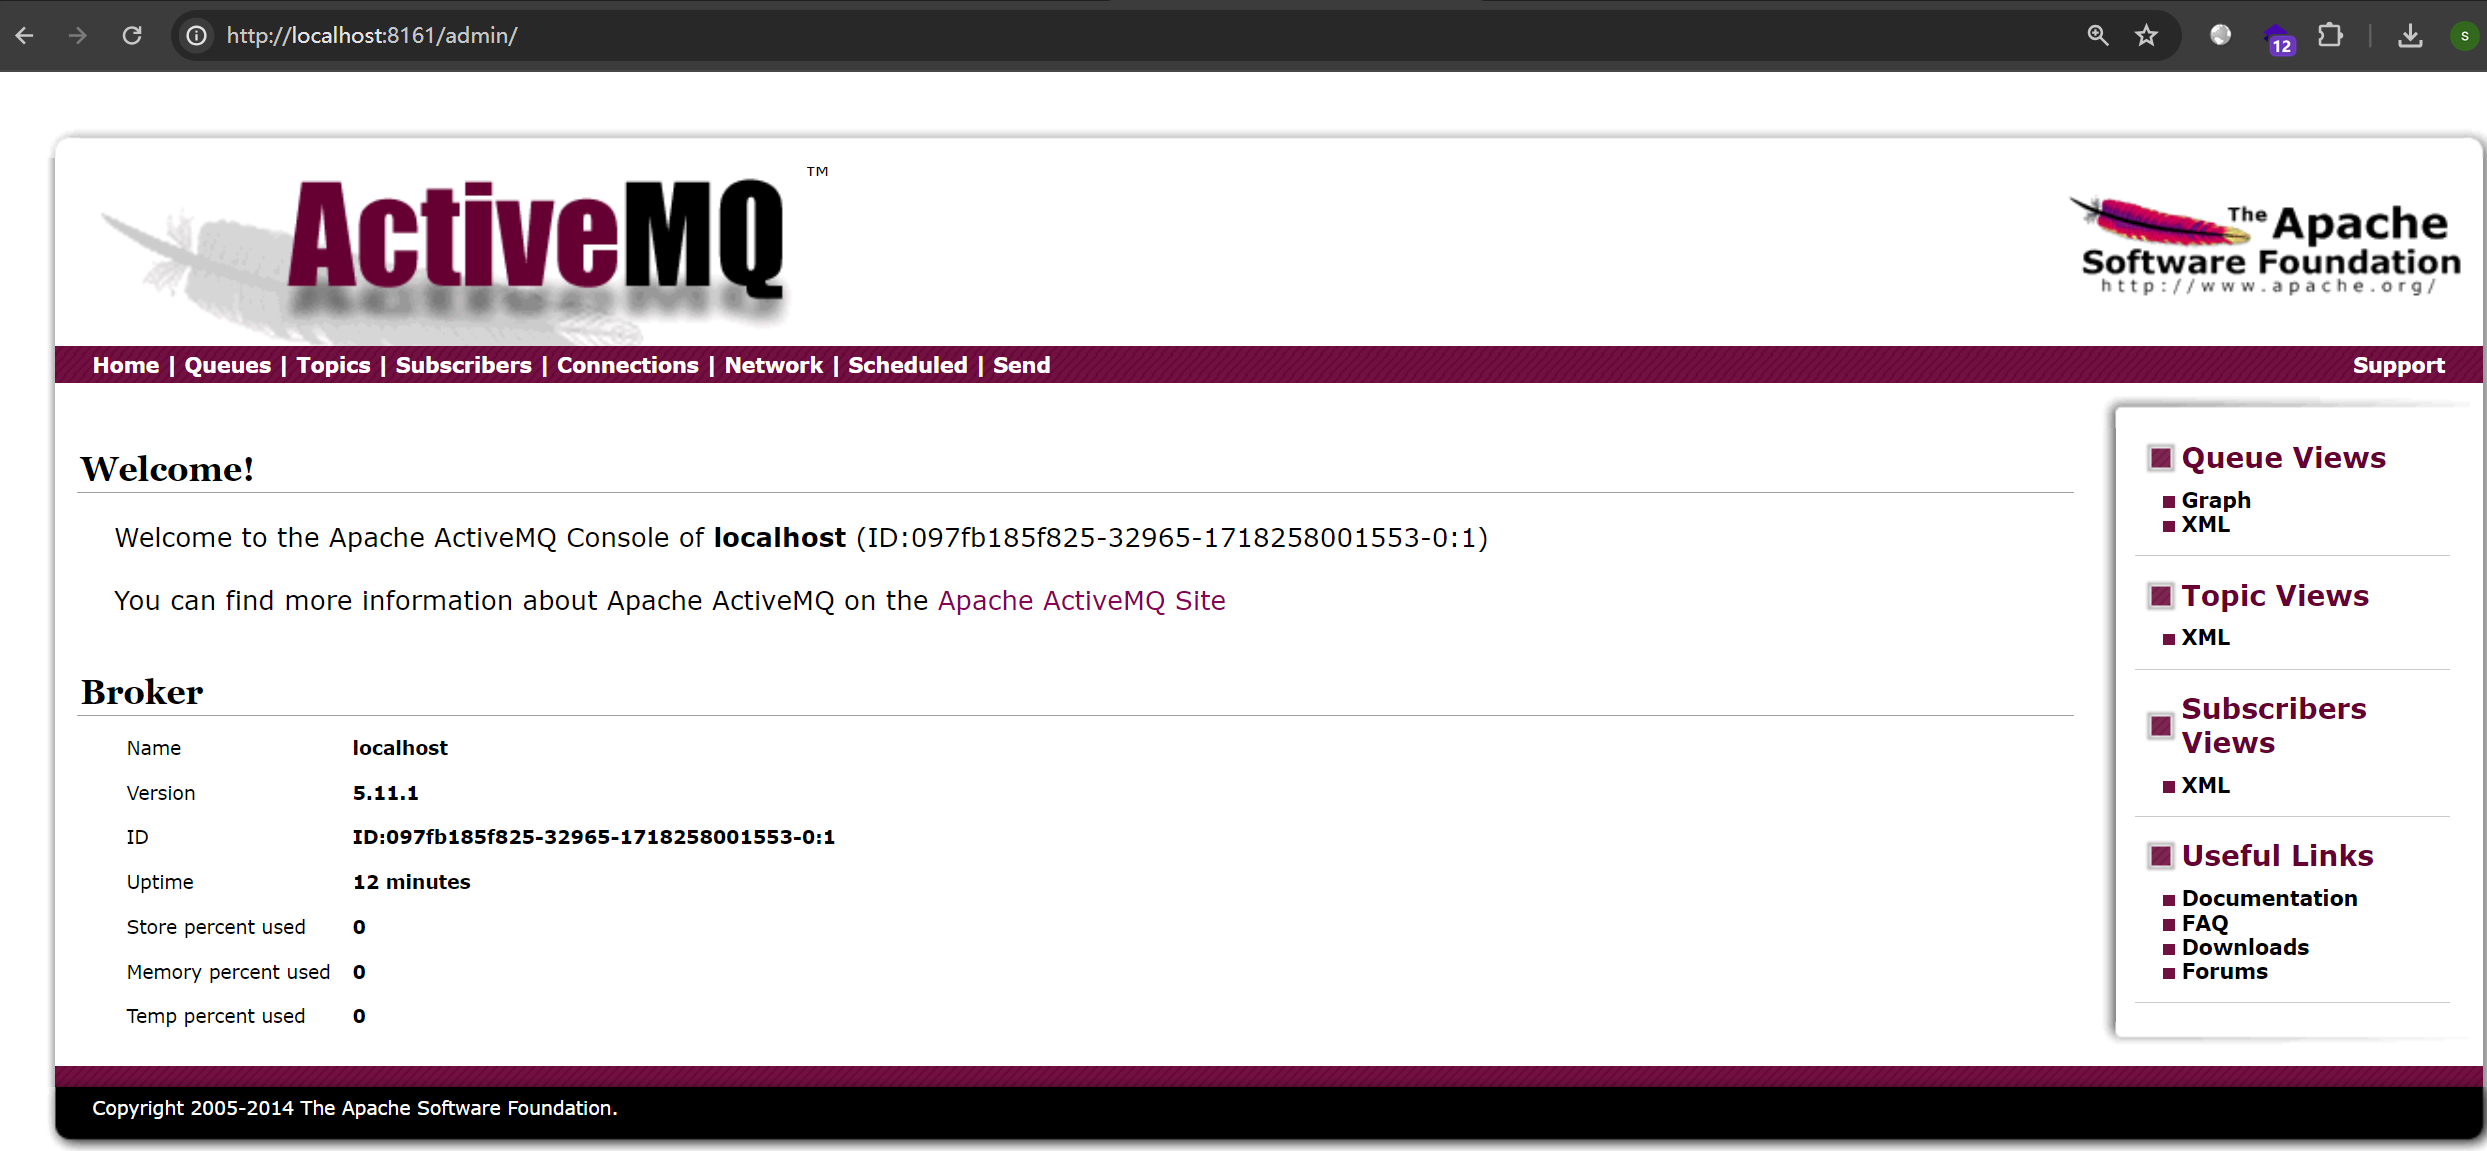 http://localhost:8161/admin/
12
s
ActiveMQ
TM
The Apache
Software Foundation
http://www.apache.org/
Home | Queues | Topics | Subscribers | Connections | Network | Scheduled | Send
Support
Welcome!
Welcome to the Apache ActiveMQ Console of localhost (ID:097fb185f825-32965-1718258001553-0:1)
You can find more information about Apache ActiveMQ on the Apache ActiveMQ Site
Broker
Name localhost
Version 5.11.1
ID ID:097fb185f825-32965-1718258001553-0:1
Uptime 12 minutes
Store percent used 0
Memory percent used 0
Temp percent used 0
Queue Views
Graph
XML
Topic Views
XML
Subscribers
Views
XML
Useful Links
Documentation
FAQ
Downloads
Forums
Copyright 2005-2014 The Apache Software Foundation.